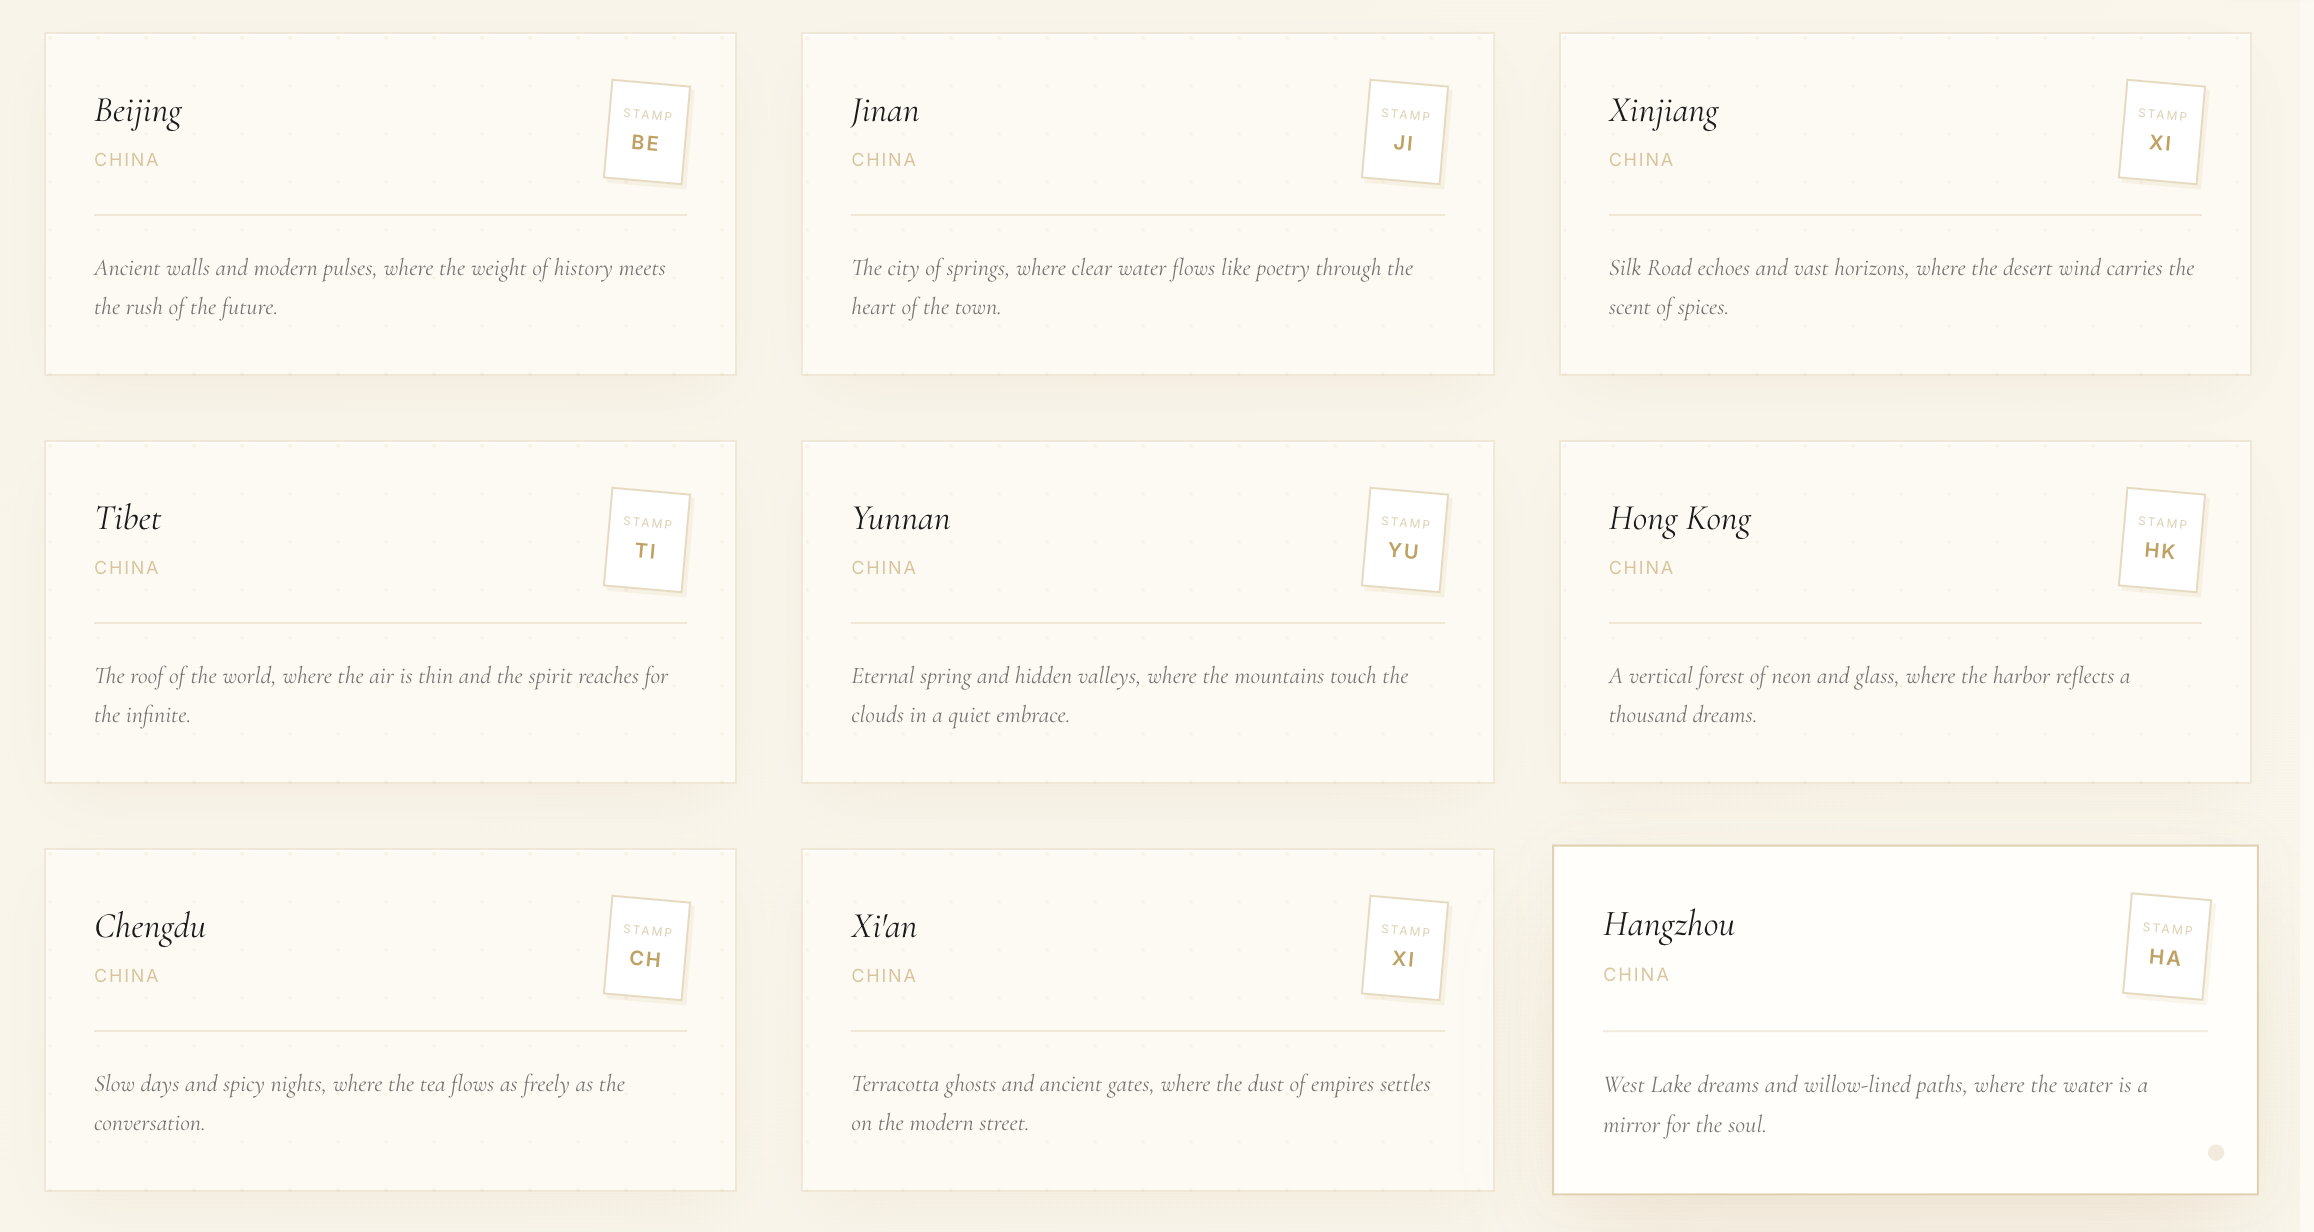 Beijing
CHINA
STAMP
BE
Ancient walls and modern pulses, where the weight of history meets
the rush of the future.
Jinan
CHINA
STAMP
JI
The city of springs, where clear water flows like poetry through the
heart of the town.
Xinjiang
CHINA
STAMP
XI
Silk Road echoes and vast horizons, where the desert wind carries the
scent of spices.
Tibet
CHINA
STAMP
TI
The roof of the world, where the air is thin and the spirit reaches for
the infinite.
Yunnan
CHINA
STAMP
YU
Eternal spring and hidden valleys, where the mountains touch the
clouds in a quiet embrace.
Hong Kong
CHINA
STAMP
HK
A vertical forest of neon and glass, where the harbor reflects a
thousand dreams.
Chengdu
CHINA
STAMP
CH
Slow days and spicy nights, where the tea flows as freely as the
conversation.
Xi'an
CHINA
STAMP
XI
Terracotta ghosts and ancient gates, where the dust of empires settles
on the modern street.
Hangzhou
CHINA
STAMP
HA
West Lake dreams and willow-lined paths, where the water is a
mirror for the soul.